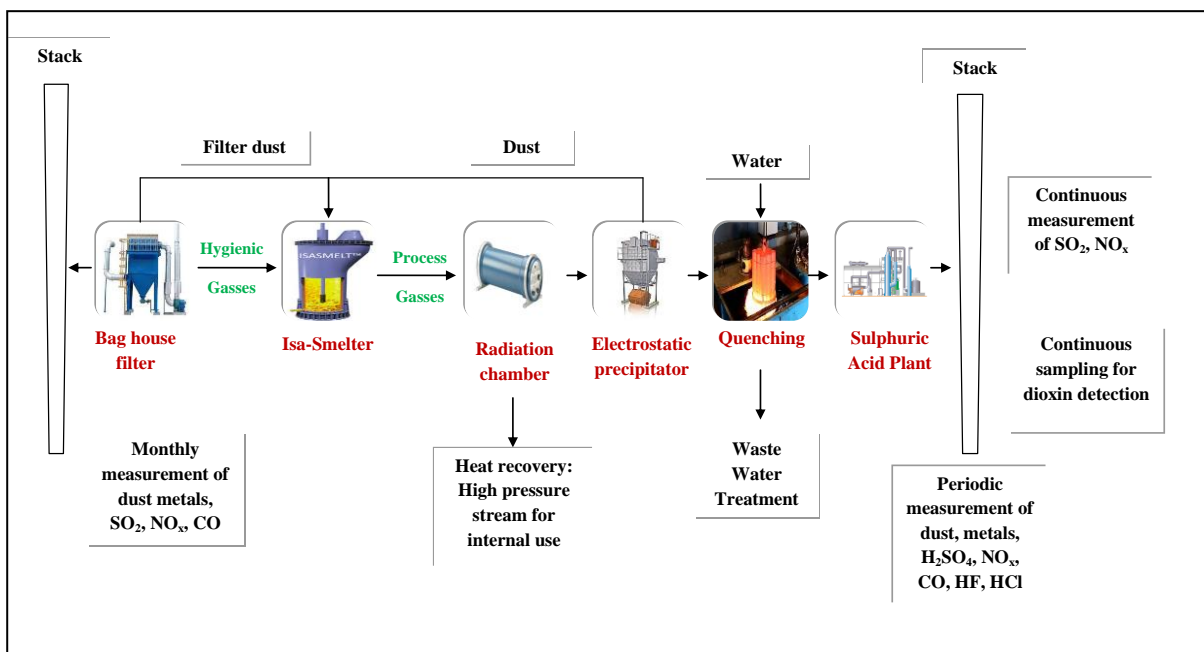 Stack
Stack
Filter dust
Dust
Water
Continuous
measurement
of SO₂, NOₓ
Hygienic
Gasses
ISASMELT™
Process
Gasses
Bag house
filter
Isa-Smelter
Radiation
chamber
Electrostatic
precipitator
Quenching
Sulphuric
Acid Plant
Continuous
sampling for
dioxin detection
Monthly
measurement of
dust metals,
SO₂, NOₓ, CO
Heat recovery:
High pressure
stream for
internal use
Waste
Water
Treatment
Periodic
measurement of
dust, metals,
H₂SO₄, NOₓ,
CO, HF, HCl